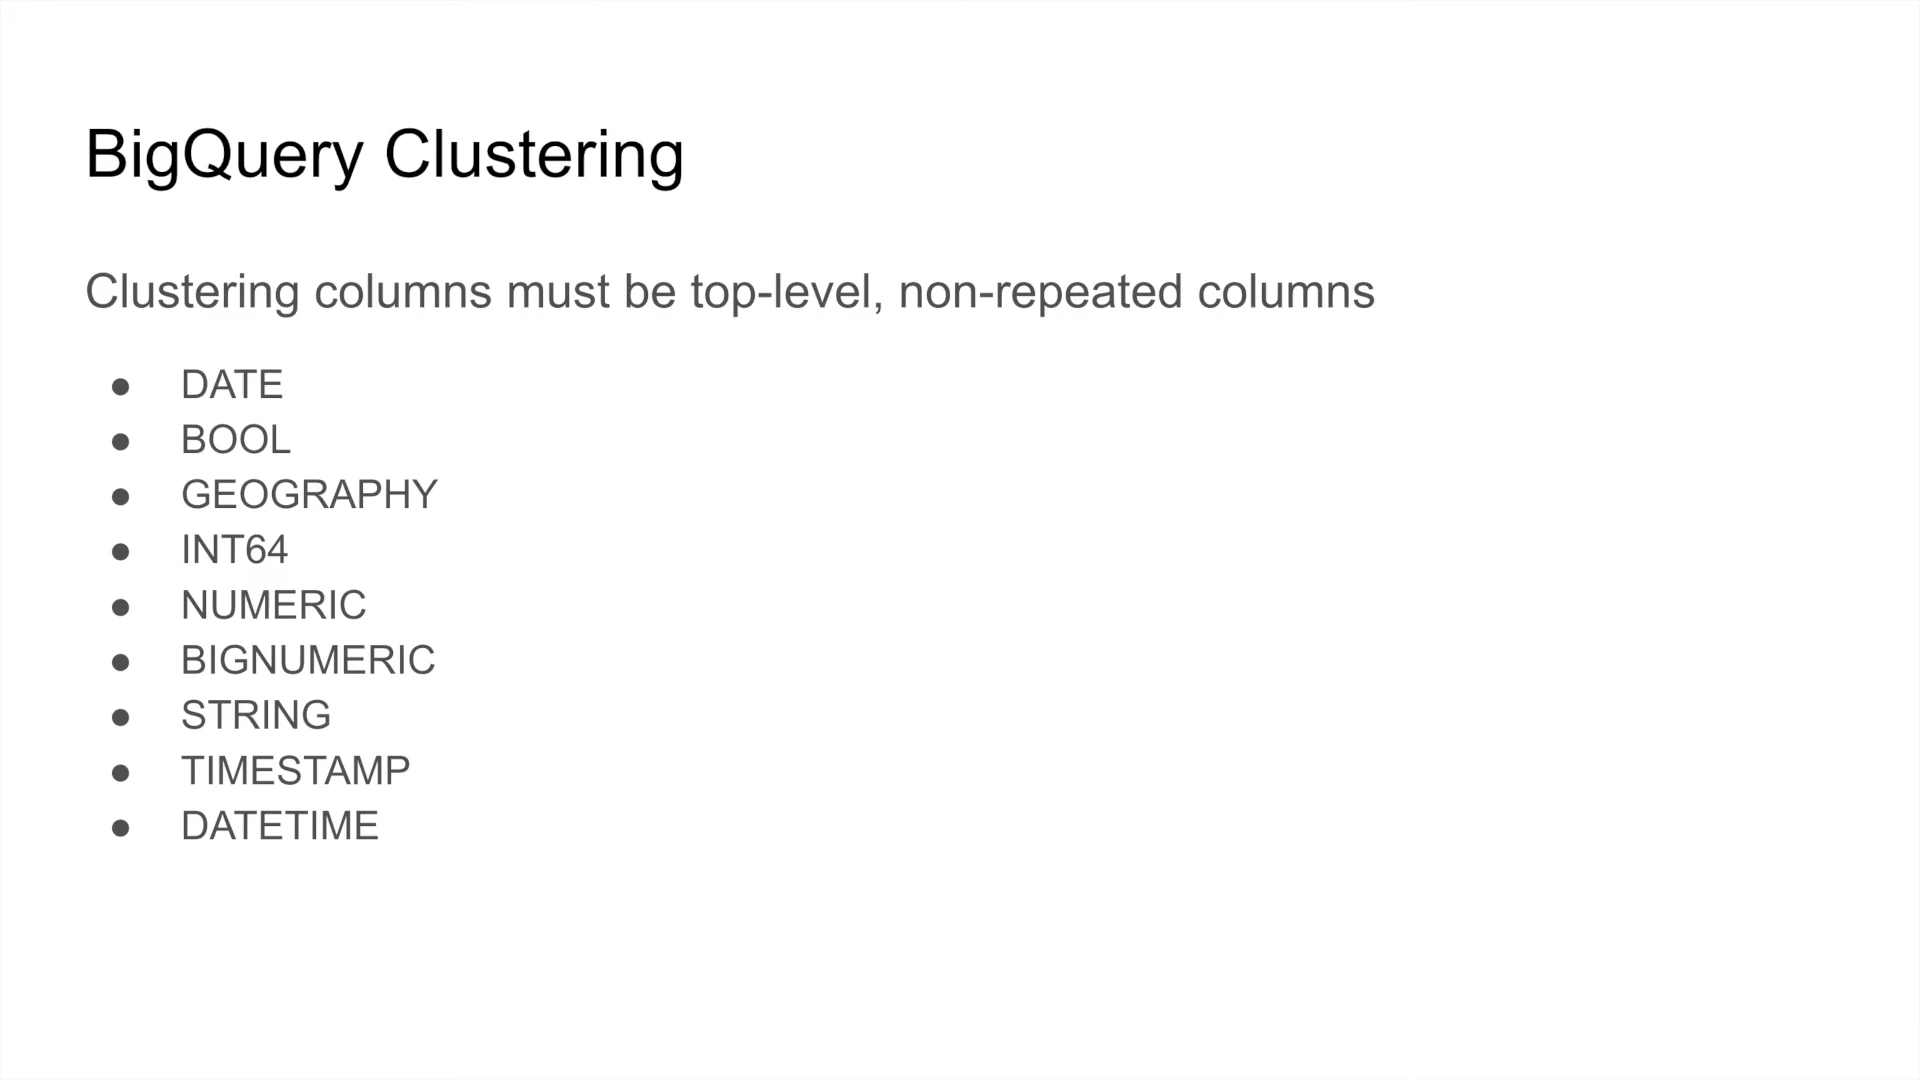 BigQuery Clustering
Clustering columns must be top-level, non-repeated columns
● DATE
● BOOL
● GEOGRAPHY
● INT64
● NUMERIC
● BIGNUMERIC
● STRING
● TIMESTAMP
● DATETIME